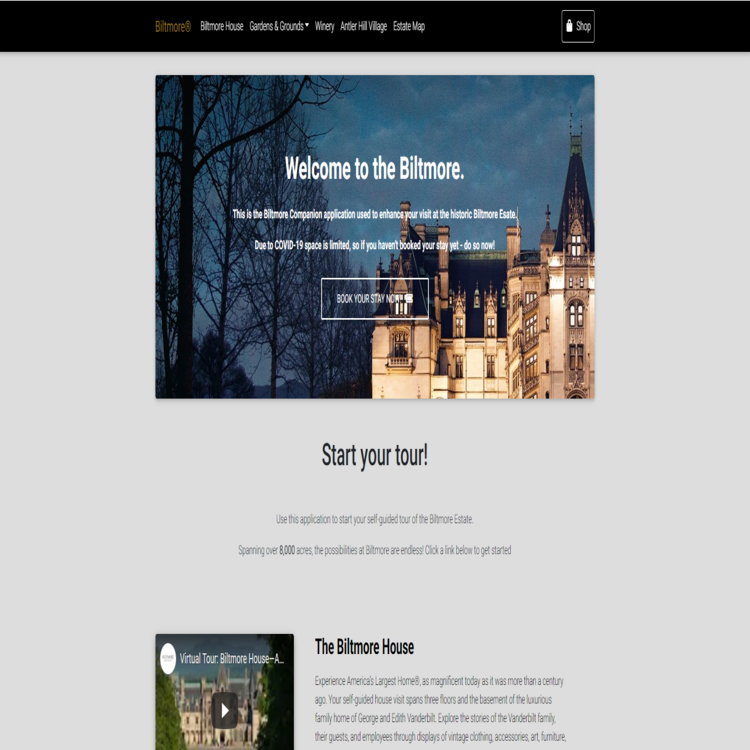 Biltmore® Biltmore House Gardens & Grounds Winery Antler Hill Village Estate Map Shop
Welcome to the Biltmore.
This is the Biltmore Companion application used to enhance your visit at the historic Biltmore Esate.
Due to COVID-19 space is limited, so if you haven't booked your stay yet - do so now!
BOOK YOUR STAY NOW
Start your tour!
Use this application to start your self-guided tour of the Biltmore Estate.
Spanning over 8,000 acres, the possibilities at Biltmore are endless! Click a link below to get started
Virtual Tour: Biltmore House—A...
The Biltmore House
Experience America's Largest Home®, as magnificent today as it was more than a century
ago. Your self-guided house visit spans three floors and the basement of the luxurious
family home of George and Edith Vanderbilt. Explore the stories of the Vanderbilt family,
their guests, and employees through displays of vintage clothing, accessories, art, furniture,